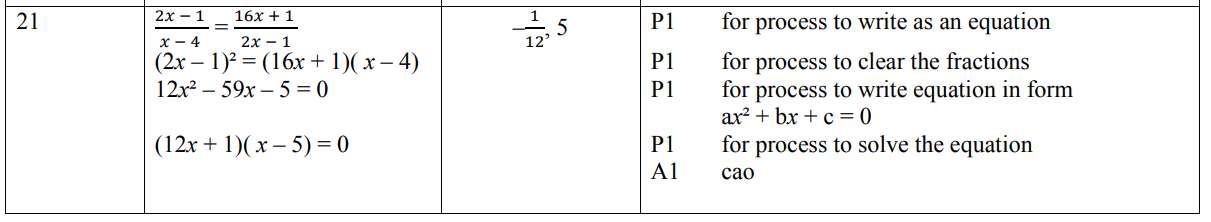 21 2x − 1 / x − 4 = 16x + 1 / 2x − 1 −1/12, 5 P1 for process to write as an equation
(2x – 1)² = (16x + 1)( x – 4) P1 for process to clear the fractions
12x² – 59x – 5 = 0 P1 for process to write equation in form
ax² + bx + c = 0
(12x + 1)( x – 5) = 0 P1 for process to solve the equation
A1 cao